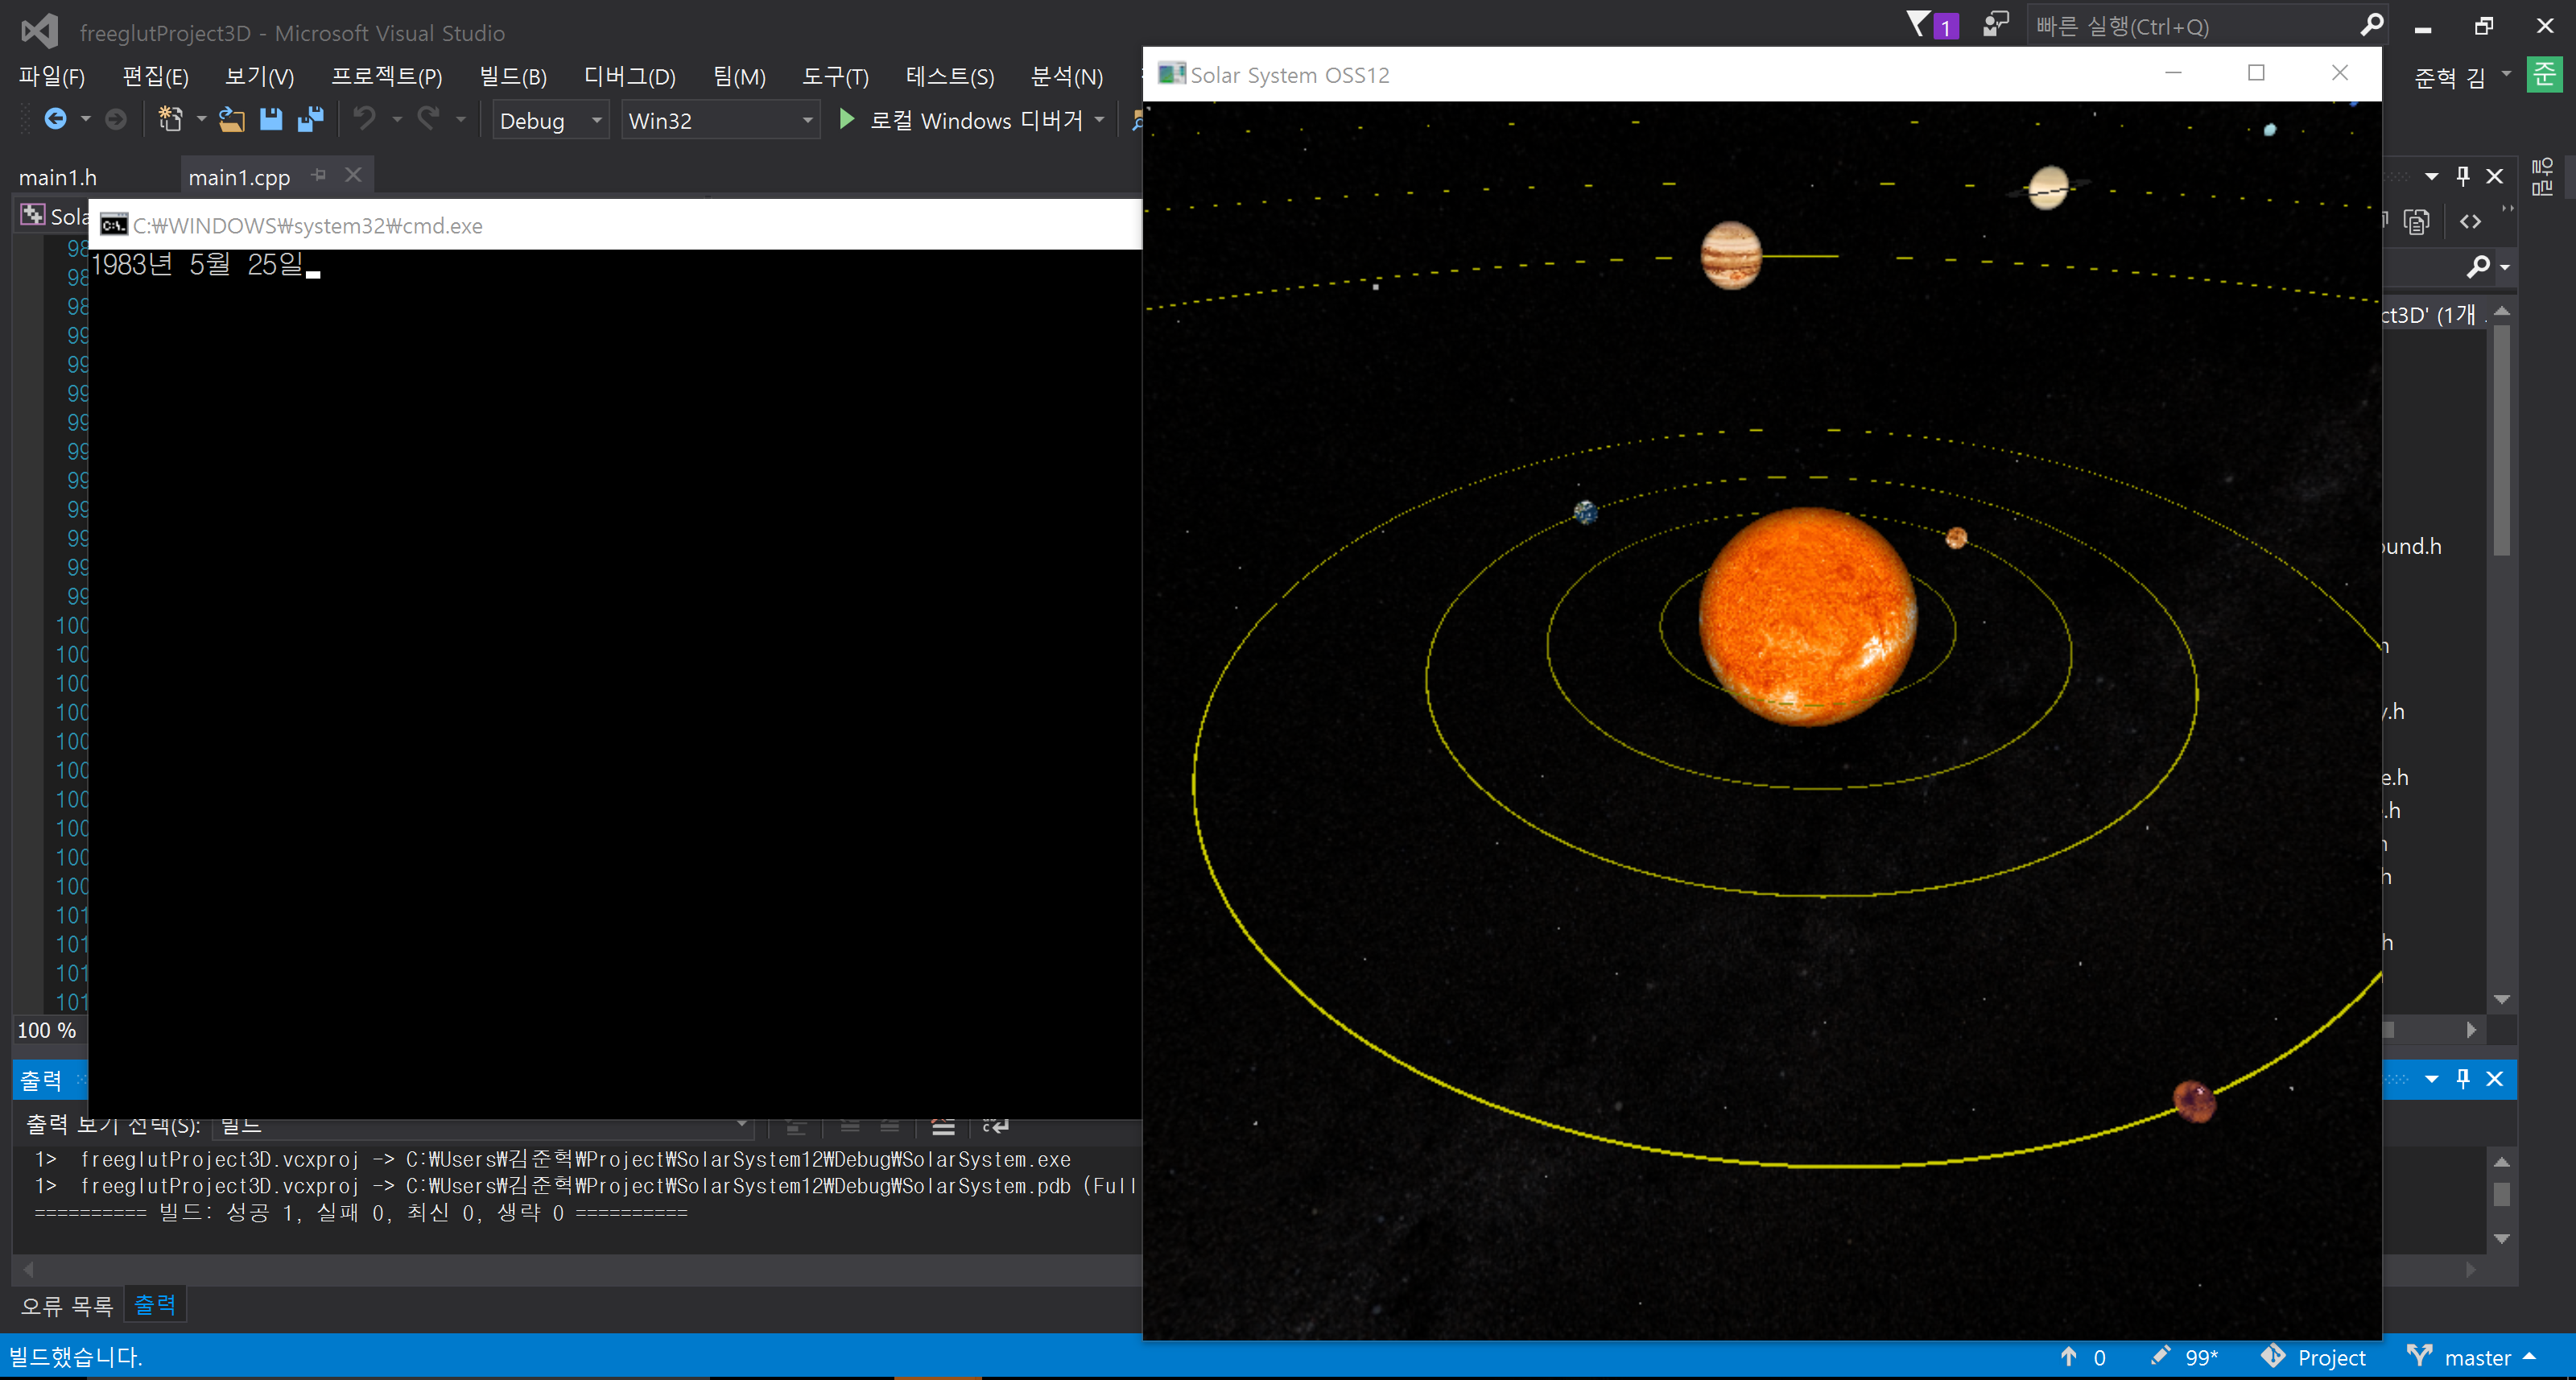 freeglutProject3D - Microsoft Visual Studio
1
빠른 실행(Ctrl+Q)
파일(F) 편집(E) 보기(V) 프로젝트(P) 빌드(B) 디버그(D) 팀(M) 도구(T) 테스트(S) 분석(N)
Solar System OSS12
준혁 김
준
Debug
Win32
로컬 Windows 디버거
main1.h
main1.cpp
알림
Sola
C:\WINDOWS\system32\cmd.exe
1983년 5월 25일
98
98
98
99
99
99
99
99
99
99
99
99
99
100
100
100
100
100
100
100
100
100
100
101
101
101
101
ct3D' (1개
ound.h
h
y.h
e.h
.h
h
h
h
100 %
출력
출력 보기 선택(S): 빌드
1> freeglutProject3D.vcxproj -> C:\Users\김준혁\Project\SolarSystem12\Debug\SolarSystem.exe
1> freeglutProject3D.vcxproj -> C:\Users\김준혁\Project\SolarSystem12\Debug\SolarSystem.pdb (Full
========== 빌드: 성공 1, 실패 0, 최신 0, 생략 0 ==========
오류 목록 출력
빌드했습니다.
0 99* Project master